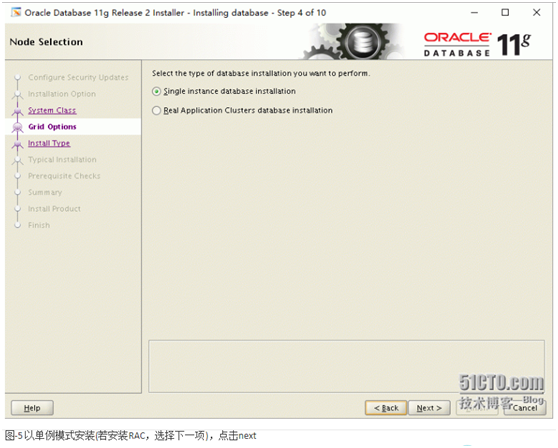 Oracle Database 11g Release 2 Installer - Installing database - Step 4 of 10
Node Selection
ORACLE
DATABASE 11g
Configure Security Updates
Installation Option
System Class
Grid Options
Install Type
Typical Installation
Prerequisite Checks
Summary
Install Product
Finish
Select the type of database installation you want to perform.
Single instance database installation
Real Application Clusters database installation
51CTO.com
技术博客 Blog
Help
< Back
Next >
Cancel
图-5以单例模式安装(若安装RAC，选择下一项)，点击next